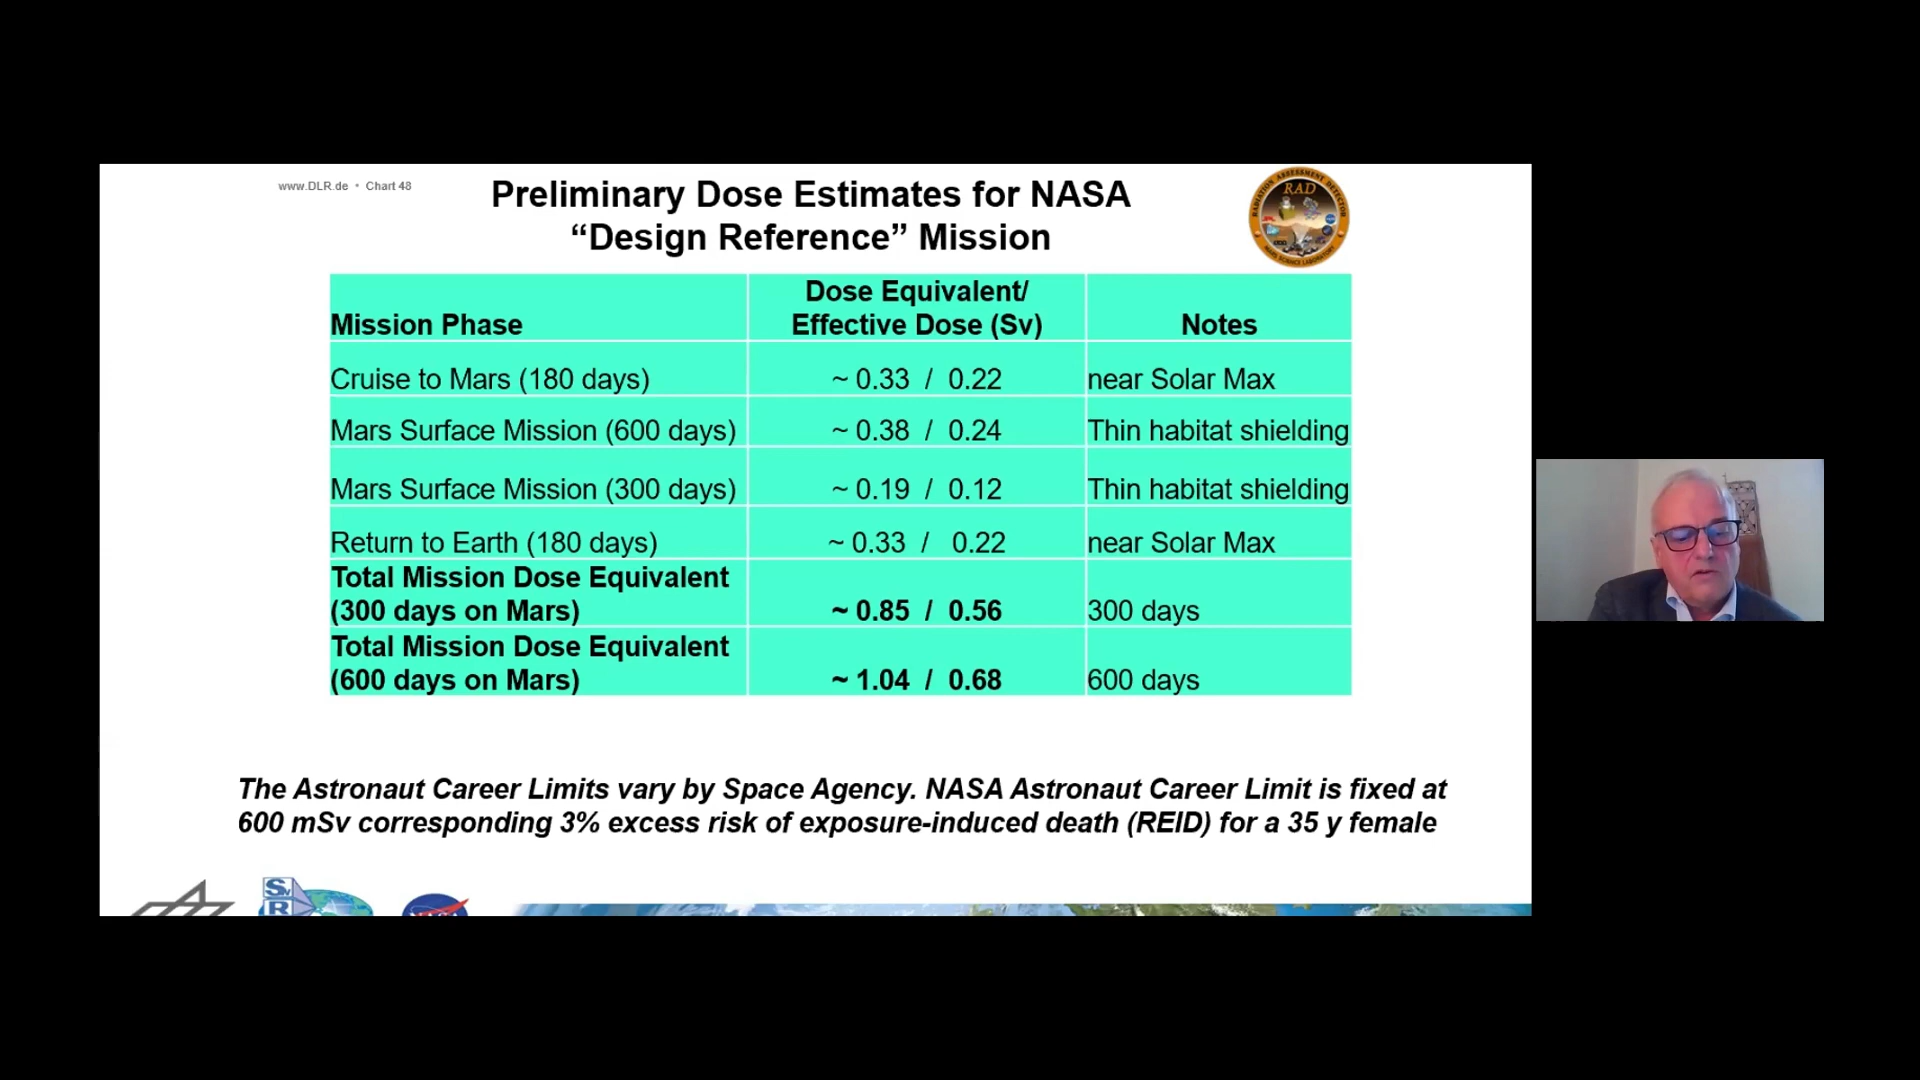 www.DLR.de • Chart 48
Preliminary Dose Estimates for NASA
“Design Reference” Mission
RAD
Mission Phase
Dose Equivalent/
Effective Dose (Sv)
Notes
Cruise to Mars (180 days)
~ 0.33 / 0.22
near Solar Max
Mars Surface Mission (600 days)
~ 0.38 / 0.24
Thin habitat shielding
Mars Surface Mission (300 days)
~ 0.19 / 0.12
Thin habitat shielding
Return to Earth (180 days)
~ 0.33 / 0.22
near Solar Max
Total Mission Dose Equivalent
(300 days on Mars)
~ 0.85 / 0.56
300 days
Total Mission Dose Equivalent
(600 days on Mars)
~ 1.04 / 0.68
600 days
The Astronaut Career Limits vary by Space Agency. NASA Astronaut Career Limit is fixed at
600 mSv corresponding 3% excess risk of exposure-induced death (REID) for a 35 y female